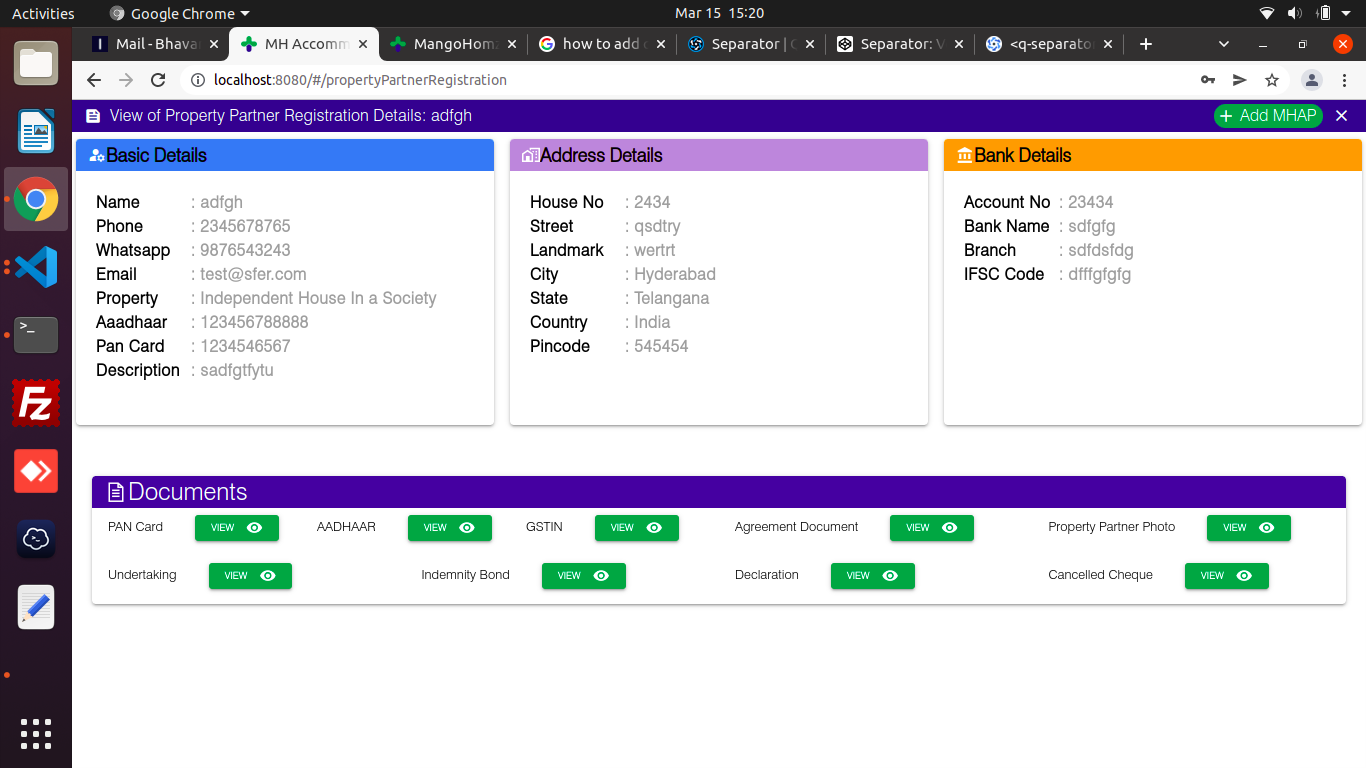 Activities
Google Chrome
Mar 15 15:20
Mail - Bhava
MH Accomm
MangoHom
how to add
Separator | 
Separator: V
<q-separato
localhost:8080/#/propertyPartnerRegistration
View of Property Partner Registration Details: adfgh
+ Add MHAP
Basic Details
Name : adfgh
Phone : 2345678765
Whatsapp : 9876543243
Email : test@sfer.com
Property : Independent House In a Society
Aaadhaar : 123456788888
Pan Card : 1234546567
Description : sadfgtfytu
Address Details
House No : 2434
Street : qsdtry
Landmark : wertrt
City : Hyderabad
State : Telangana
Country : India
Pincode : 545454
Bank Details
Account No : 23434
Bank Name : sdfgfg
Branch : sdfdsfdg
IFSC Code : dfffgfgfg
Documents
PAN Card VIEW AADHAAR VIEW GSTIN VIEW Agreement Document VIEW Property Partner Photo VIEW
Undertaking VIEW Indemnity Bond VIEW Declaration VIEW Cancelled Cheque VIEW